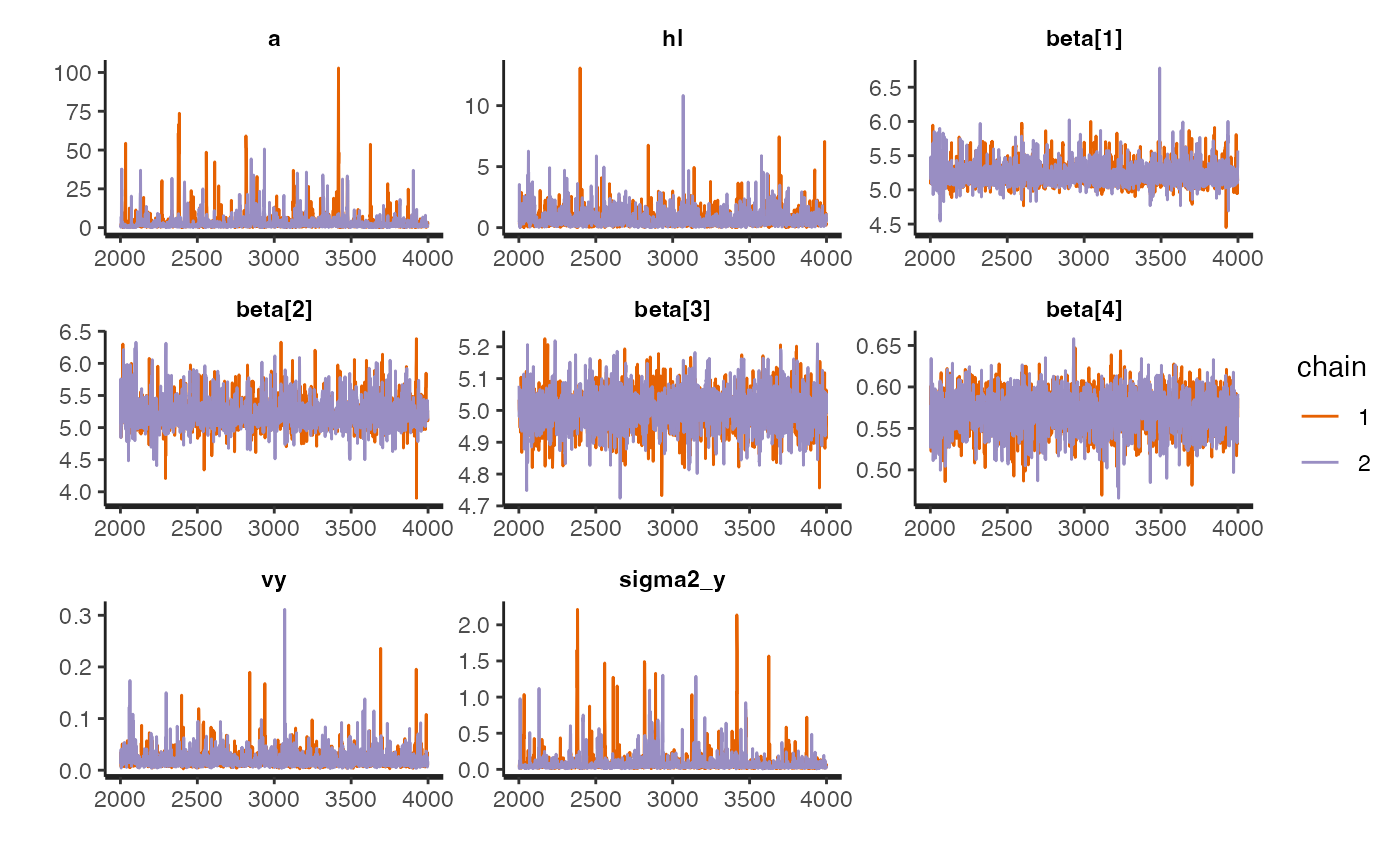 a hl beta[1]
100 75 50 25 0
10 5 0
6.5 6.0 5.5 5.0 4.5
2000 2500 3000 3500 4000 2000 2500 3000 3500 4000 2000 2500 3000 3500 4000
beta[2] beta[3] beta[4]
6.5 6.0 5.5 5.0 4.5 4.0
5.2 5.1 5.0 4.9 4.8 4.7
0.65 0.60 0.55 0.50
2000 2500 3000 3500 4000 2000 2500 3000 3500 4000 2000 2500 3000 3500 4000
vy sigma2_y
0.3 0.2 0.1 0.0
2.0 1.5 1.0 0.5 0.0
2000 2500 3000 3500 4000 2000 2500 3000 3500 4000
chain
1
2